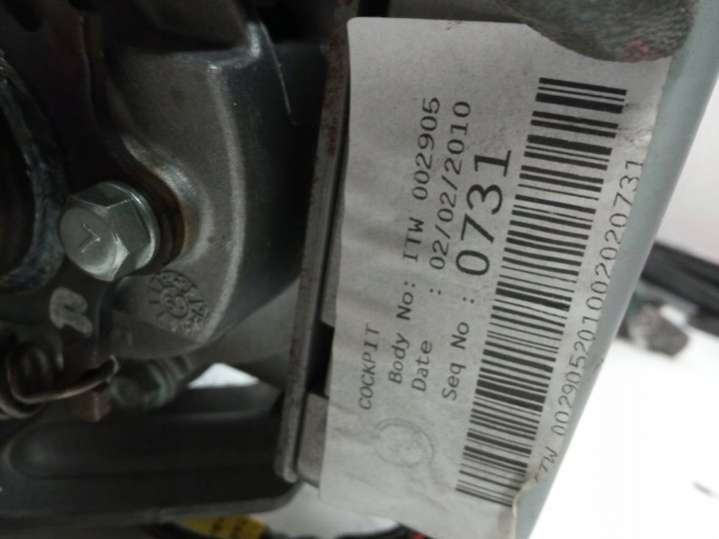 COCKPIT
Body No: ITW 002905
Date : 02/02/2010
Seq No : 0731
ITW 00290520100202020731